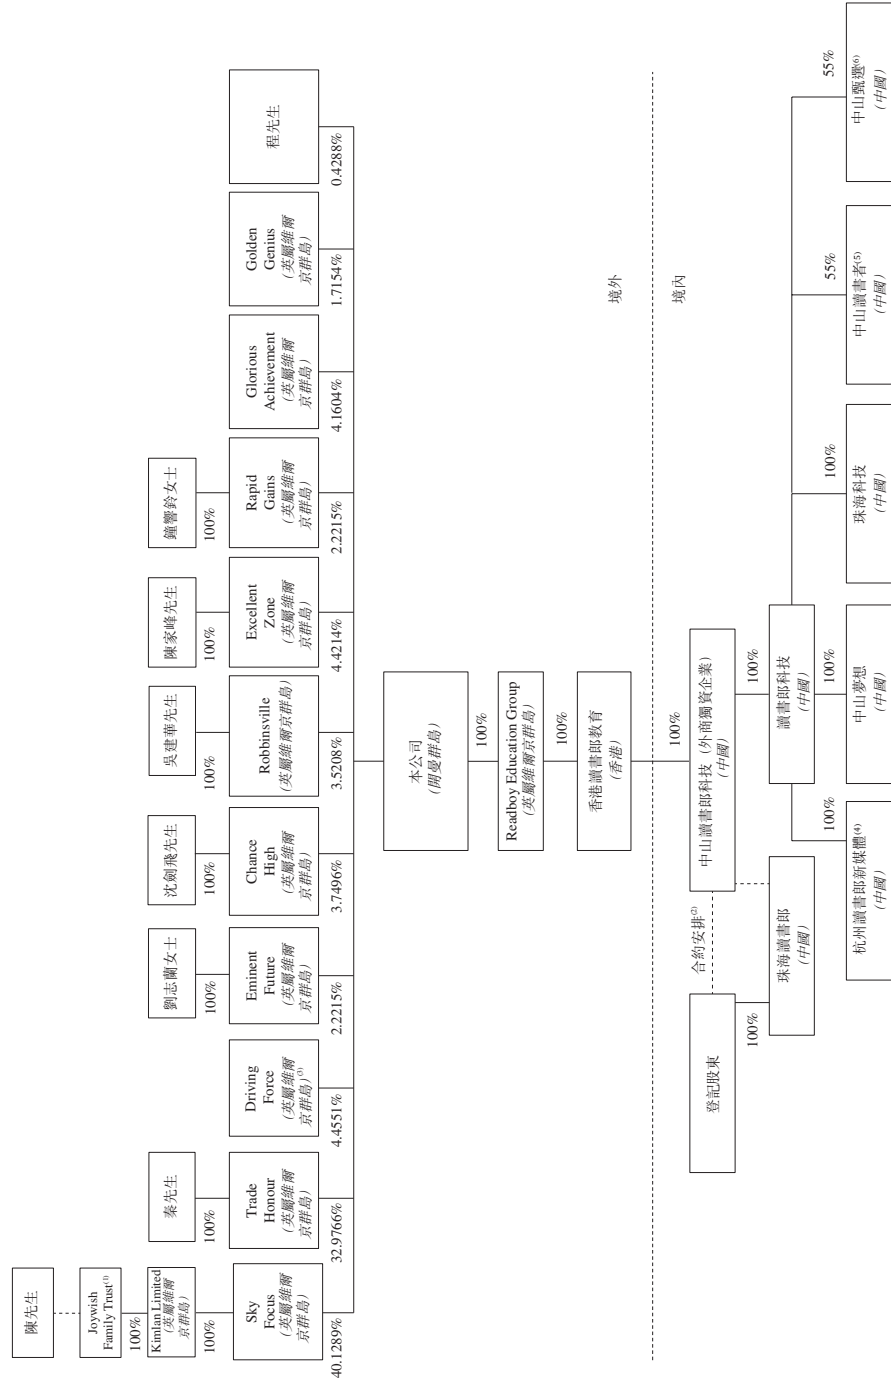 陳先生
Joywish
Family Trust⁽¹⁾
100%
Kimlan Limited
(英屬維爾
京群島)
100%
Sky
Focus
(英屬維爾
京群島)
40.1289%
秦先生
100%
Trade
Honour
(英屬維爾
京群島)
32.9766%
Driving
Force
(英屬維爾
京群島)⁽³⁾
4.4551%
劉志蘭女士
100%
Eminent
Future
(英屬維爾
京群島)
2.2215%
沈劍飛先生
100%
Chance
High
(英屬維爾
京群島)
3.7496%
吳建華先生
100%
Robbinsville
(英屬維爾京群島)
3.5208%
陳家峰先生
100%
Excellent
Zone
(英屬維爾
京群島)
4.4214%
鐘響鈴女士
100%
Rapid
Gains
(英屬維爾
京群島)
2.2215%
Glorious
Achievement
(英屬維爾
京群島)
4.1604%
Golden
Genius
(英屬維爾
京群島)
1.7154%
程先生
0.4288%
本公司
(開曼群島)
100%
Readboy Education Group
(英屬維爾京群島)
100%
香港讀書郎教育
(香港)
境外
境內
100%
登記股東
合約安排⁽²⁾
中山讀書郎科技(外商獨資企業)
(中國)
100%
珠海讀書郎
(中國)
100%
讀書郎科技
(中國)
100%
杭州讀書郎新媒體⁽⁴⁾
(中國)
100%
中山夢想
(中國)
100%
珠海科技
(中國)
55%
中山讀書者⁽⁵⁾
(中國)
55%
中山甄選⁽⁶⁾
(中國)